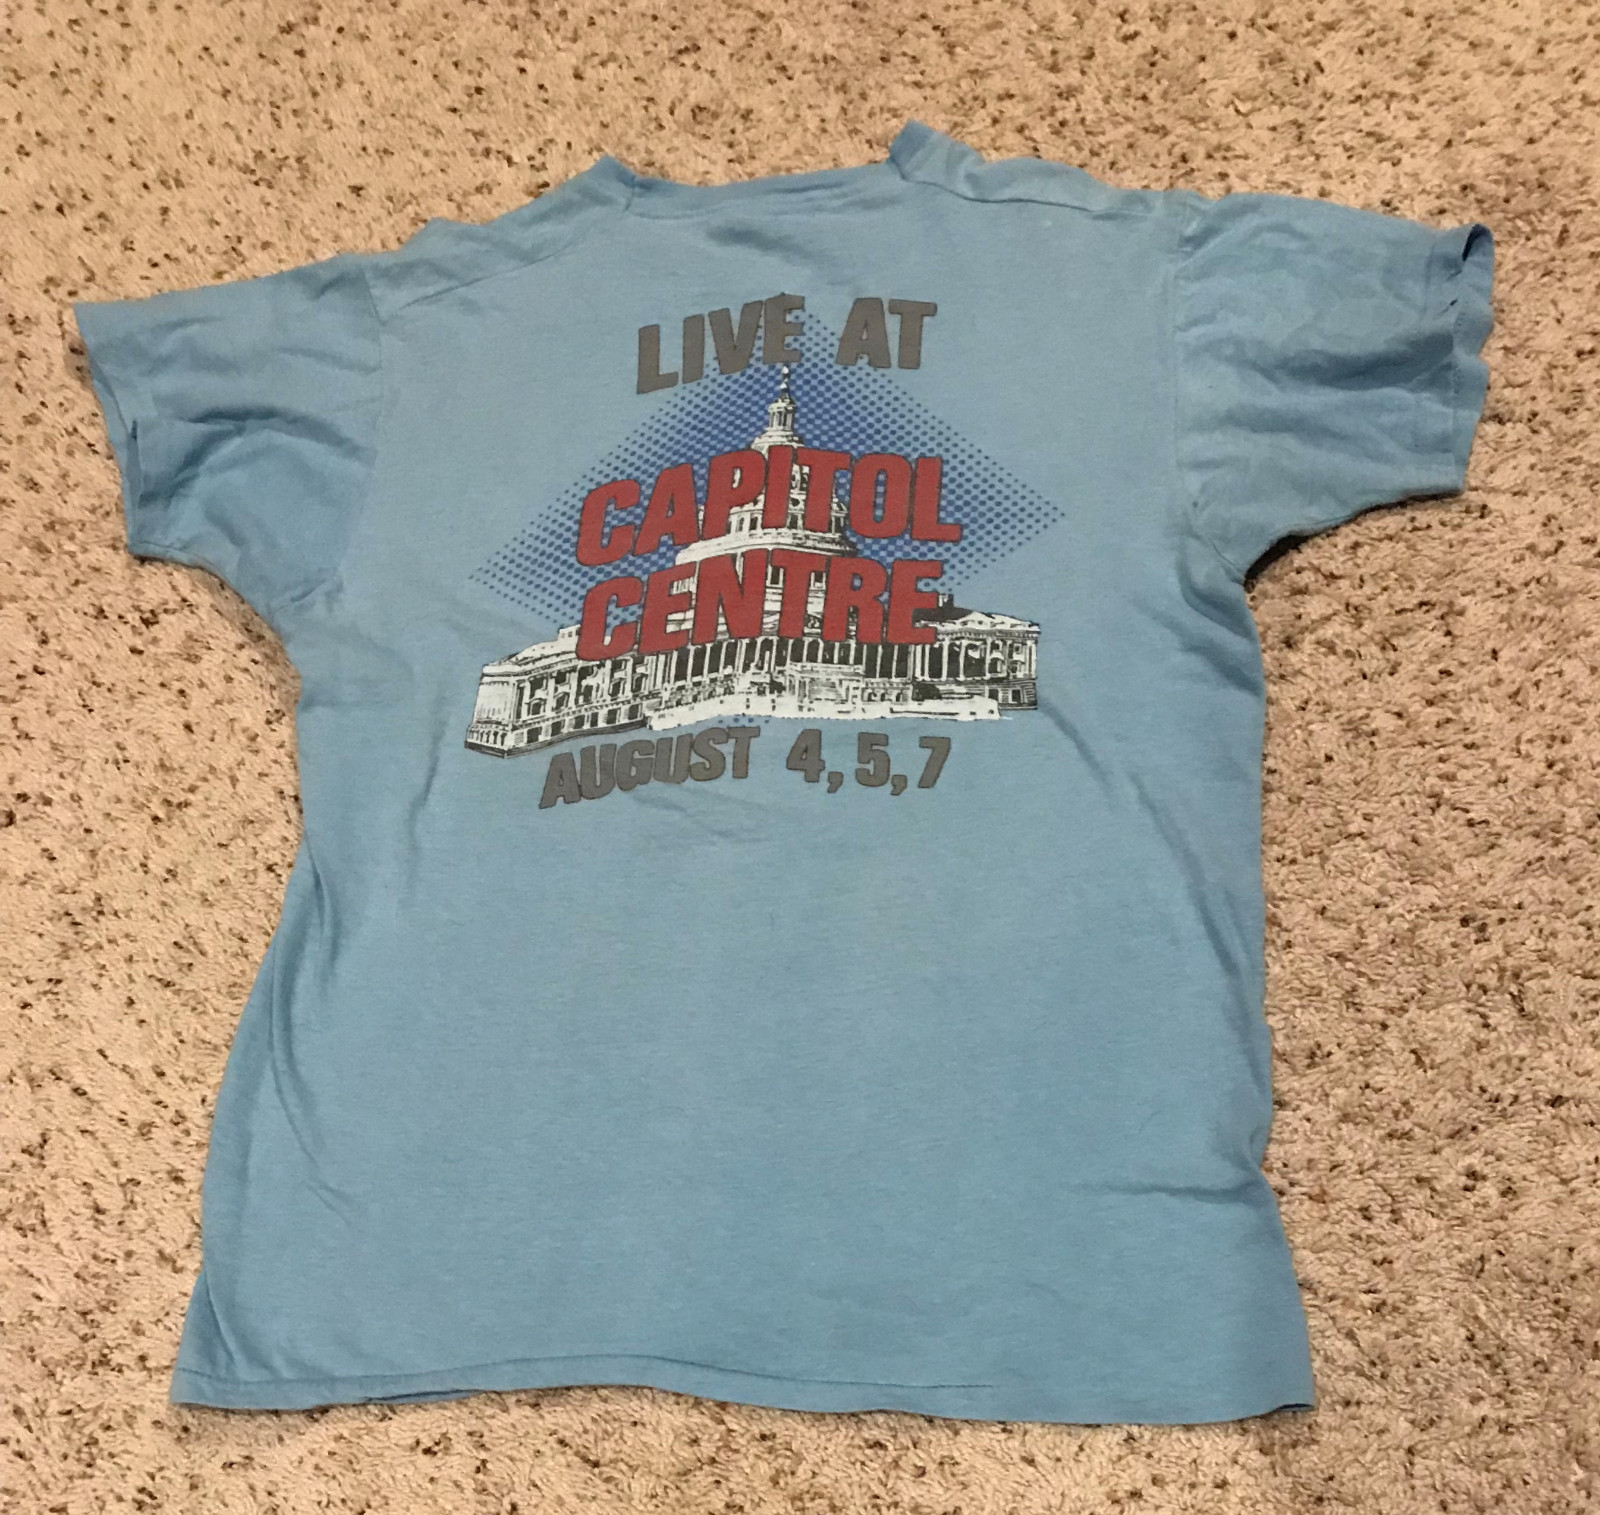 LIVE AT
CAPITOL
CENTRE
AUGUST 4, 5, 7